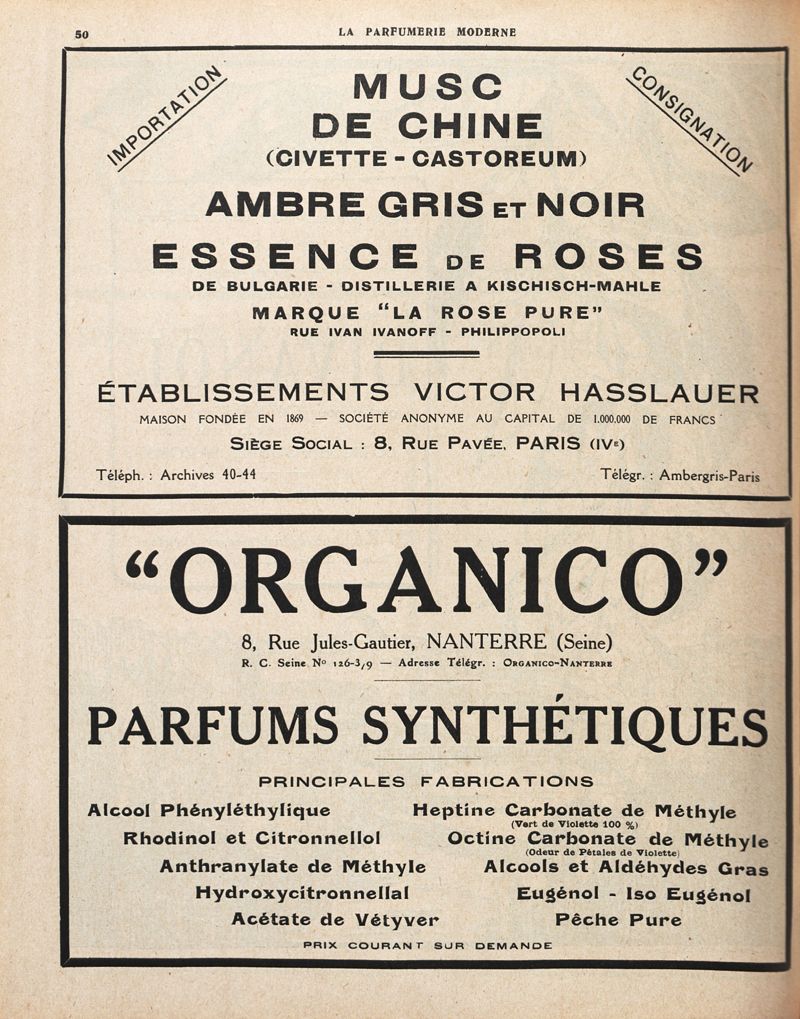 50
LA PARFUMERIE MODERNE
IMPORTATION
CONSIGNATION
MUSC
DE CHINE
(CIVETTE - CASTOREUM)
AMBRE GRIS ET NOIR
ESSENCE DE ROSES
DE BULGARIE - DISTILLERIE A KISCHISCH-MAHLE
MARQUE “LA ROSE PURE”
RUE IVAN IVANOFF - PHILIPPOPOLI
ÉTABLISSEMENTS VICTOR HASSLAUER
MAISON FONDÉE EN 1869 — SOCIÉTÉ ANONYME AU CAPITAL DE 1.000.000 DE FRANCS
SIÈGE SOCIAL : 8, RUE PAVÉE, PARIS (IVᵉ)
Téléph. : Archives 40-44 Télégr. : Ambergris-Paris
“ORGANICO”
8, Rue Jules-Gautier, NANTERRE (Seine)
R. C. Seine Nº 126-3/9 — Adresse Télégr. : ORGANICO-NANTERRE
PARFUMS SYNTHÉTIQUES
PRINCIPALES FABRICATIONS
Alcool Phényléthylique
Rhodinol et Citronnellol
Anthranylate de Méthyle
Hydroxycitronnellal
Acétate de Vétyver
Heptine Carbonate de Méthyle
(Vert de Violette 100 %)
Octine Carbonate de Méthyle
(Odeur de Pétales de Violette)
Alcools et Aldéhydes Gras
Eugénol - Iso Eugénol
Pêche Pure
PRIX COURANT SUR DEMANDE